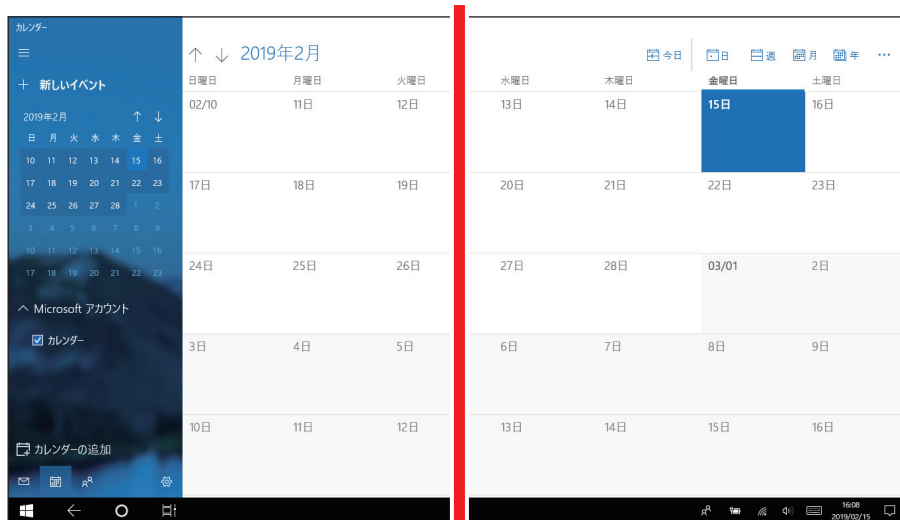 カレンダー
新しいイベント
2019年2月
日 月 火 水 木 金 土
10 11 12 13 14 15 16
17 18 19 20 21 22 23
24 25 26 27 28 1 2
3 4 5 6 7 8 9
10 11 12 13 14 15 16
17 18 19 20 21 22 23
Microsoft アカウント
カレンダー
カレンダーの追加
2019年2月
今日 日 週 月 年
日曜日 月曜日 火曜日 水曜日 木曜日 金曜日 土曜日
02/10 11日 12日 13日 14日 15日 16日
17日 18日 19日 20日 21日 22日 23日
24日 25日 26日 27日 28日 03/01 2日
3日 4日 5日 6日 7日 8日 9日
10日 11日 12日 13日 14日 15日 16日
16:08
2019/02/15